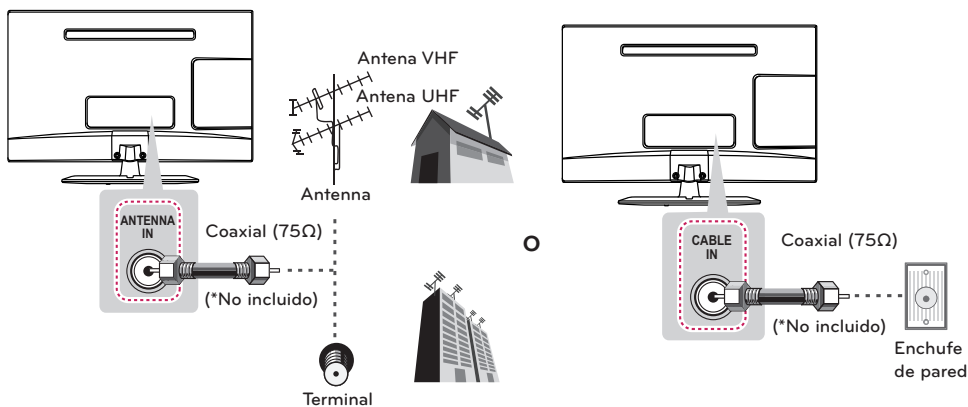 Antena VHF
Antena UHF
Antenna
ANTENNA
IN
Coaxial (75Ω)
(*No incluido)
Terminal
O
CABLE
IN
Coaxial (75Ω)
(*No incluido)
Enchufe
de pared